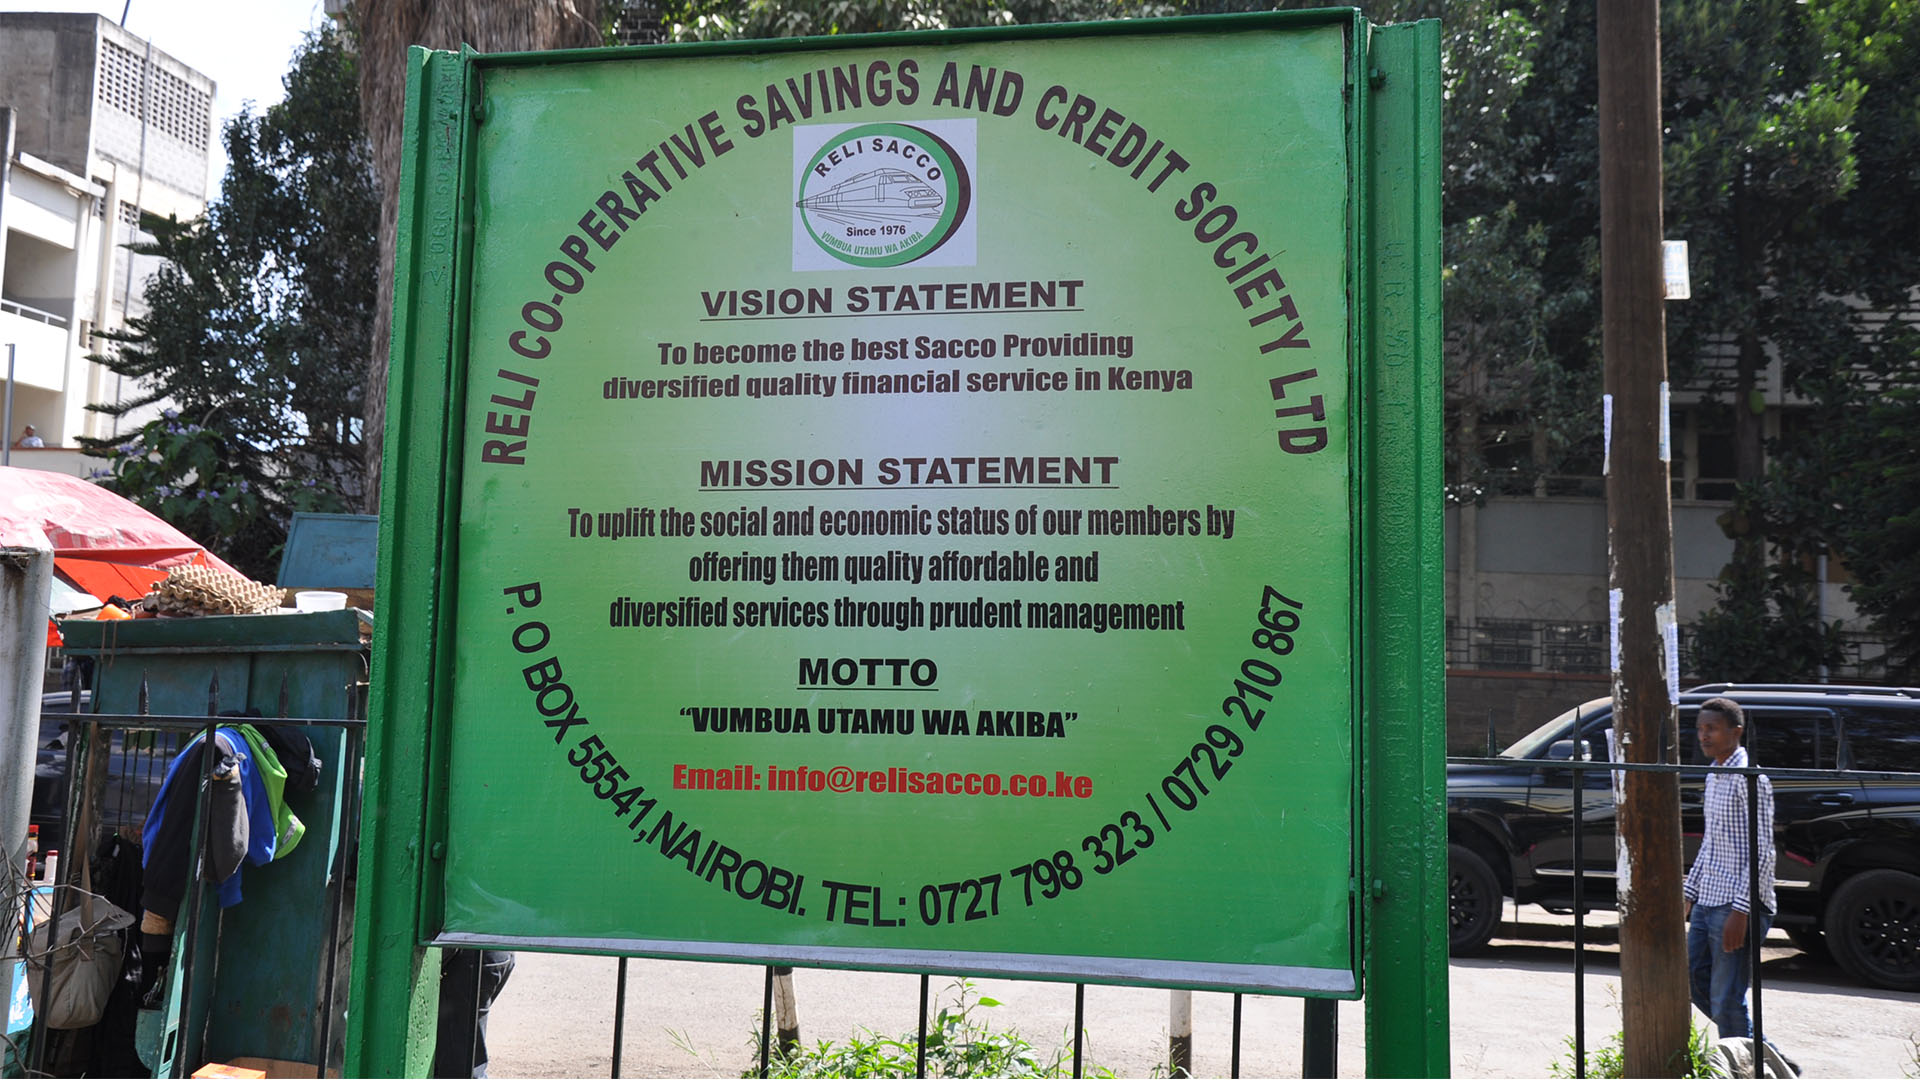 RELI CO-OPERATIVE SAVINGS AND CREDIT SOCIETY LTD
RELI SACCO
Since 1976
VUMBUA UTAMU WA AKIBA
VISION STATEMENT
To become the best Sacco Providing
diversified quality financial service in Kenya
MISSION STATEMENT
To uplift the social and economic status of our members by
offering them quality affordable and
diversified services through prudent management
MOTTO
“VUMBUA UTAMU WA AKIBA”
Email: info@relisacco.co.ke
P. O BOX 55541,NAIROBI. TEL: 0727 798 323 / 0729 210 867